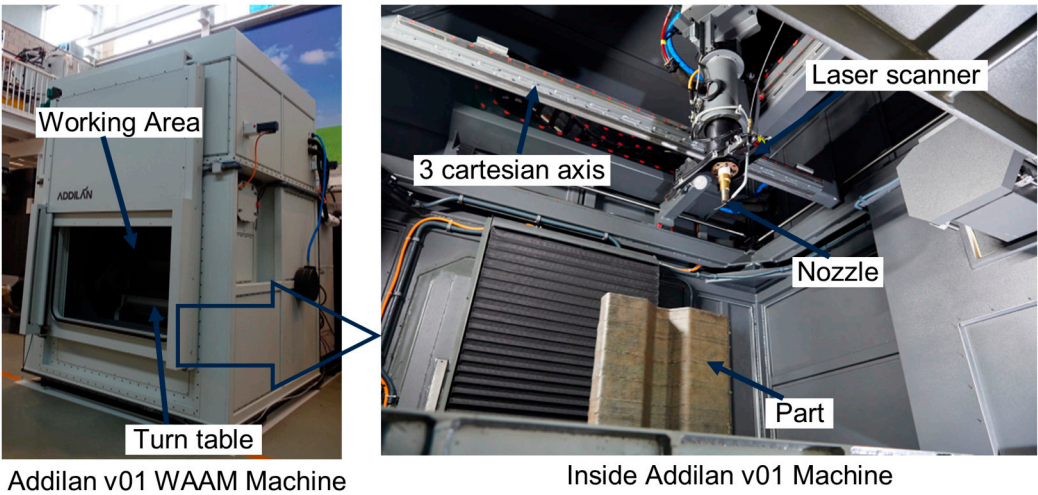 Working Area
ADDILAN
Turn table
Addilan v01 WAAM Machine
Laser scanner
3 cartesian axis
Nozzle
Part
Inside Addilan v01 Machine